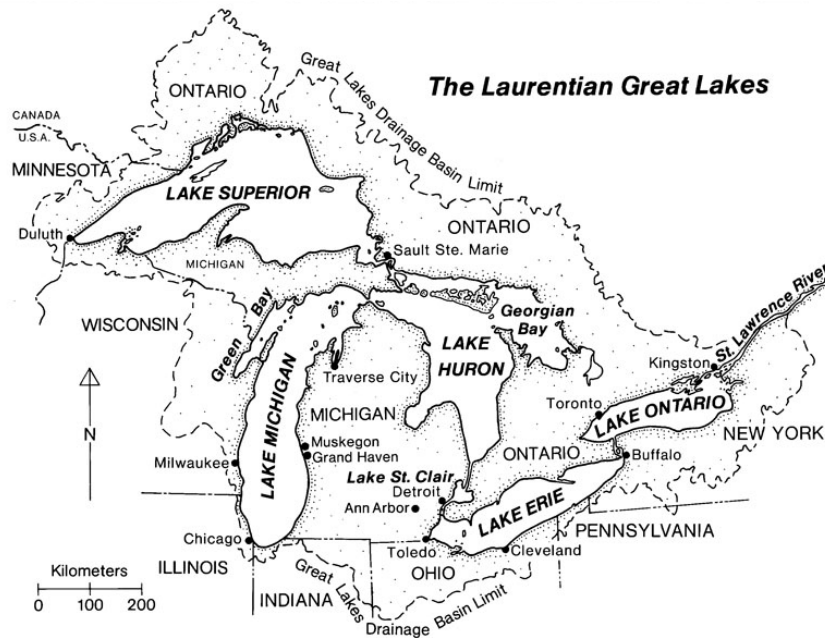 The Laurentian Great Lakes
Great Lakes Drainage Basin Limit
ONTARIO
CANADA
U.S.A.
MINNESOTA
LAKE SUPERIOR
ONTARIO
Duluth
Sault Ste. Marie
MICHIGAN
Georgian
Bay
St. Lawrence River
WISCONSIN
Green Bay
LAKE
HURON
Kingston
Traverse City
LAKE MICHIGAN
MICHIGAN
Toronto
LAKE ONTARIO
N
NEW YORK
Muskegon
Grand Haven
ONTARIO
Milwaukee
Buffalo
Lake St. Clair
Detroit
Ann Arbor
LAKE ERIE
PENNSYLVANIA
Chicago
Toledo
Cleveland
ILLINOIS
OHIO
Kilometers
0 100 200
INDIANA
Great Lakes Drainage Basin Limit